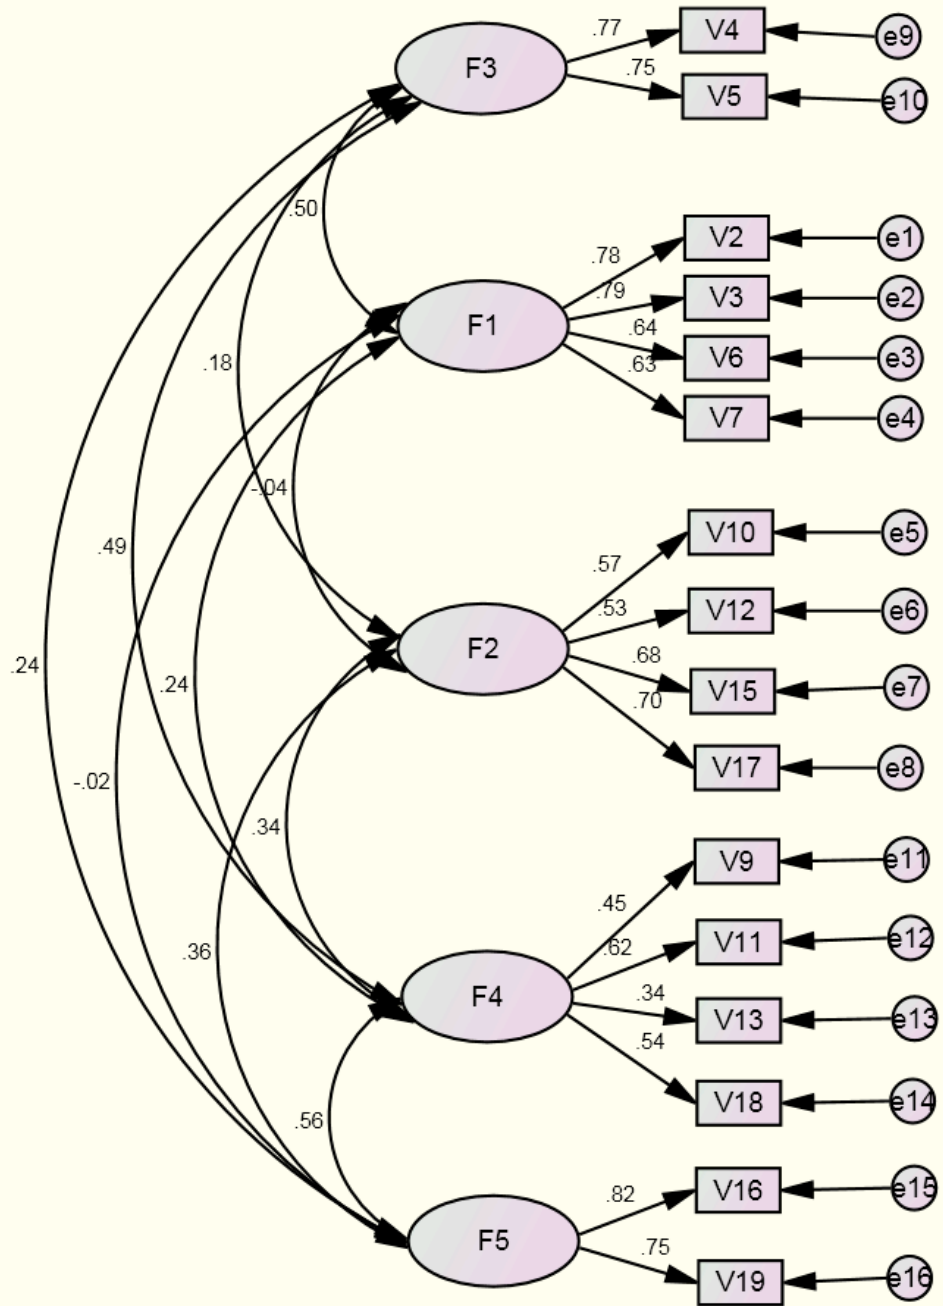 .77 V4 e9
F3
.75 V5 e10
.50
.78 V2 e1
.79 V3 e2
F1
.64 V6 e3
.63 V7 e4
.18
-.04
.57 V10 e5
.49
.53 V12 e6
F2
.68 V15 e7
.24
.24
.70 V17 e8
-.02
.34
.45 V9 e11
.36
.62 V11 e12
F4
.34 V13 e13
.54 V18 e14
.56
.82 V16 e15
F5
.75 V19 e16